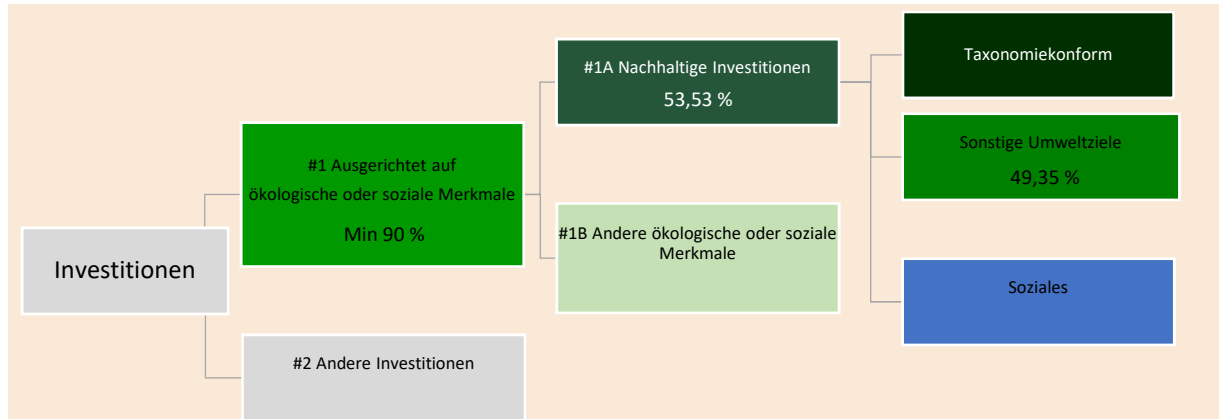 Investitionen
#1 Ausgerichtet auf
ökologische oder soziale Merkmale
Min 90 %
#2 Andere Investitionen
#1A Nachhaltige Investitionen
53,53 %
#1B Andere ökologische oder soziale
Merkmale
Taxonomiekonform
Sonstige Umweltziele
49,35 %
Soziales